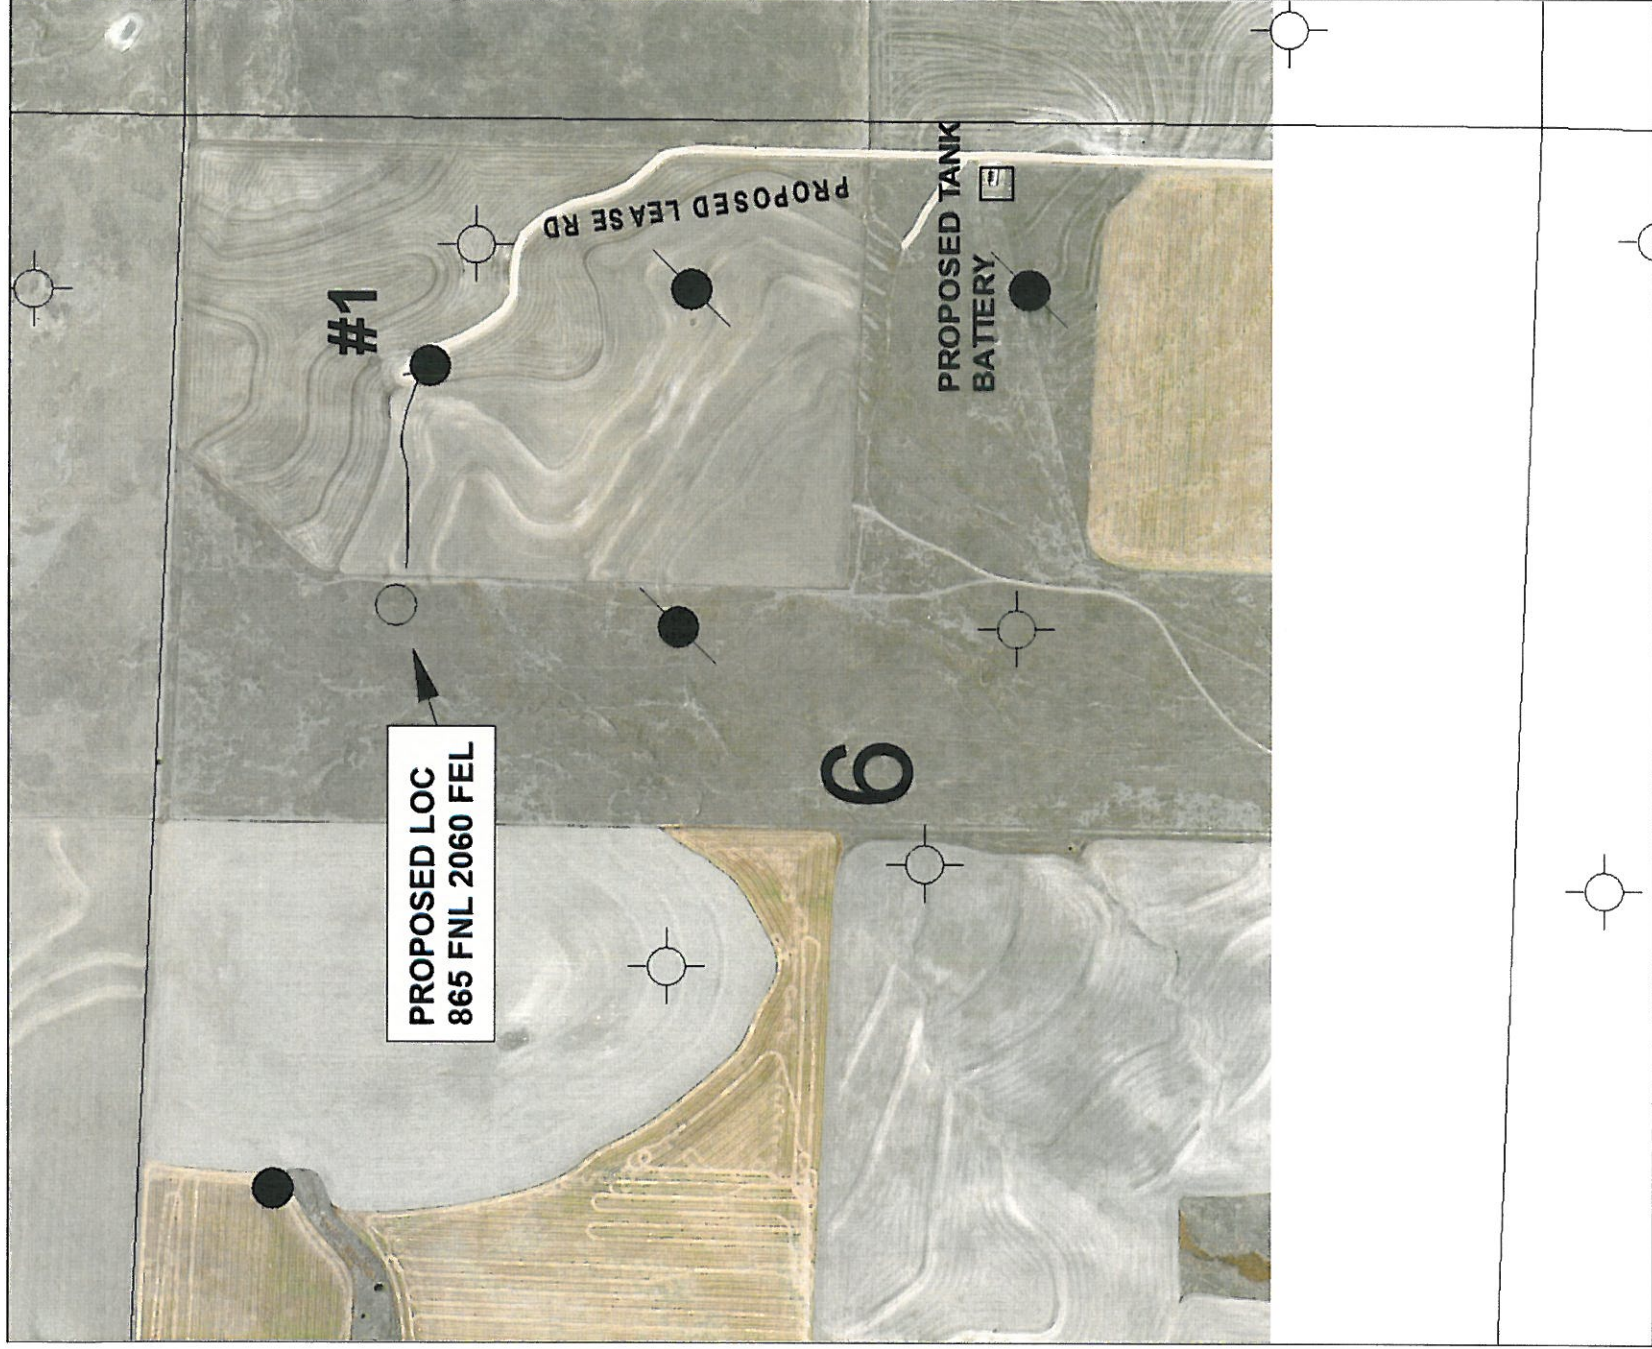 #1
PROPOSED LEASE RD
PROPOSED TANK
BATTERY
PROPOSED LOC
865 FNL 2060 FEL
6